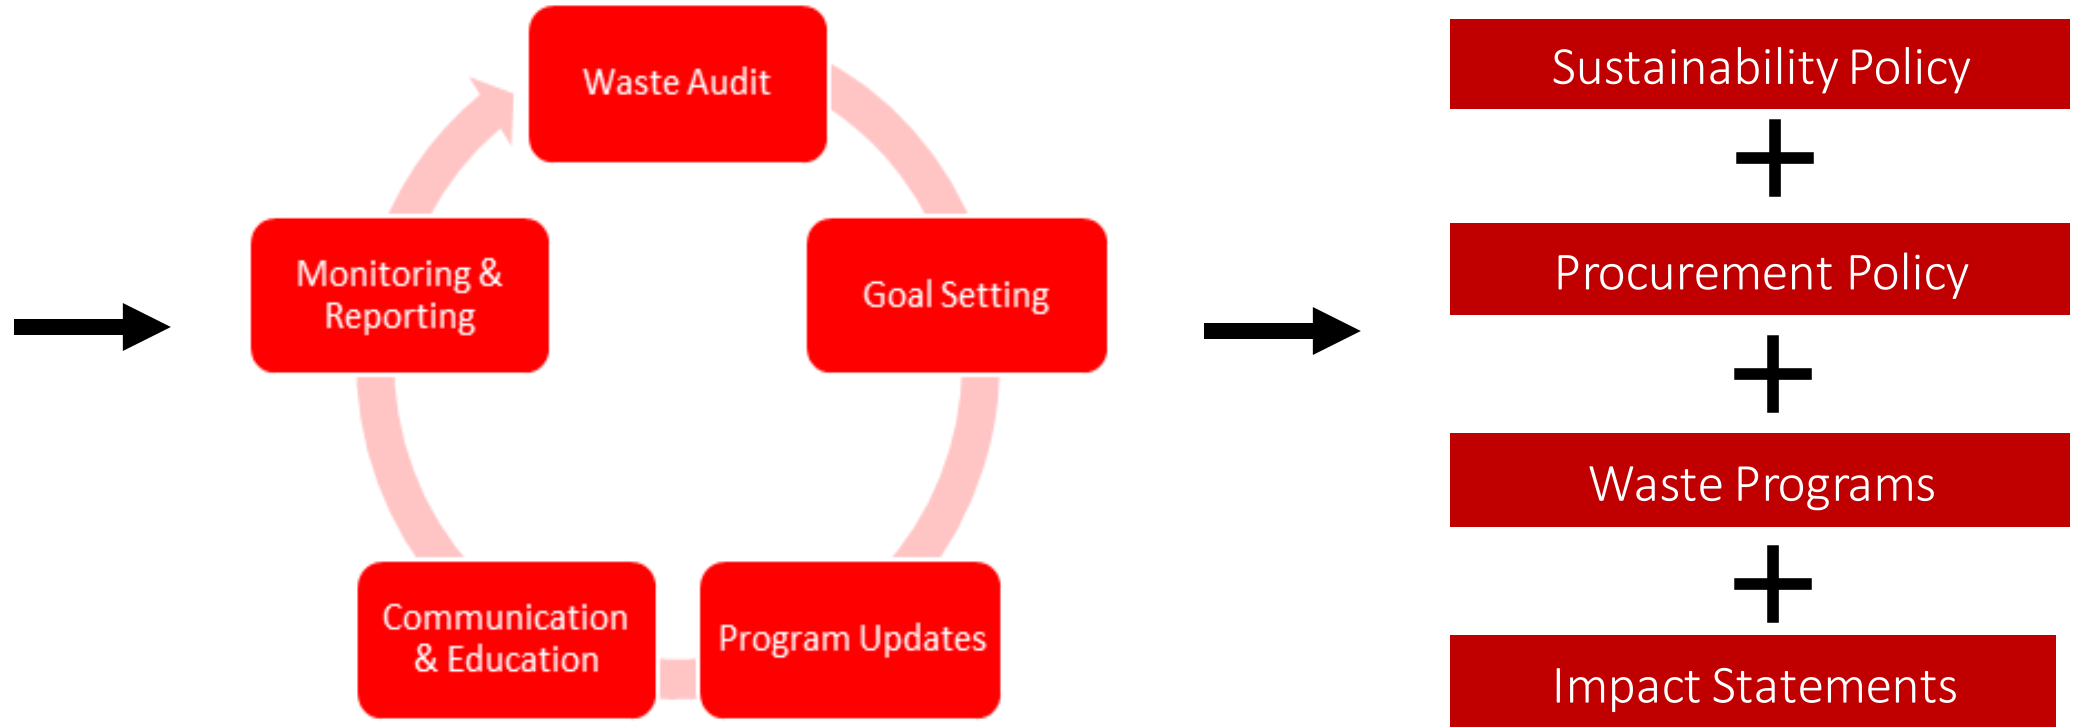 Waste Audit
Goal Setting
Program Updates
Communication
& Education
Monitoring &
Reporting
Sustainability Policy
+
Procurement Policy
+
Waste Programs
+
Impact Statements